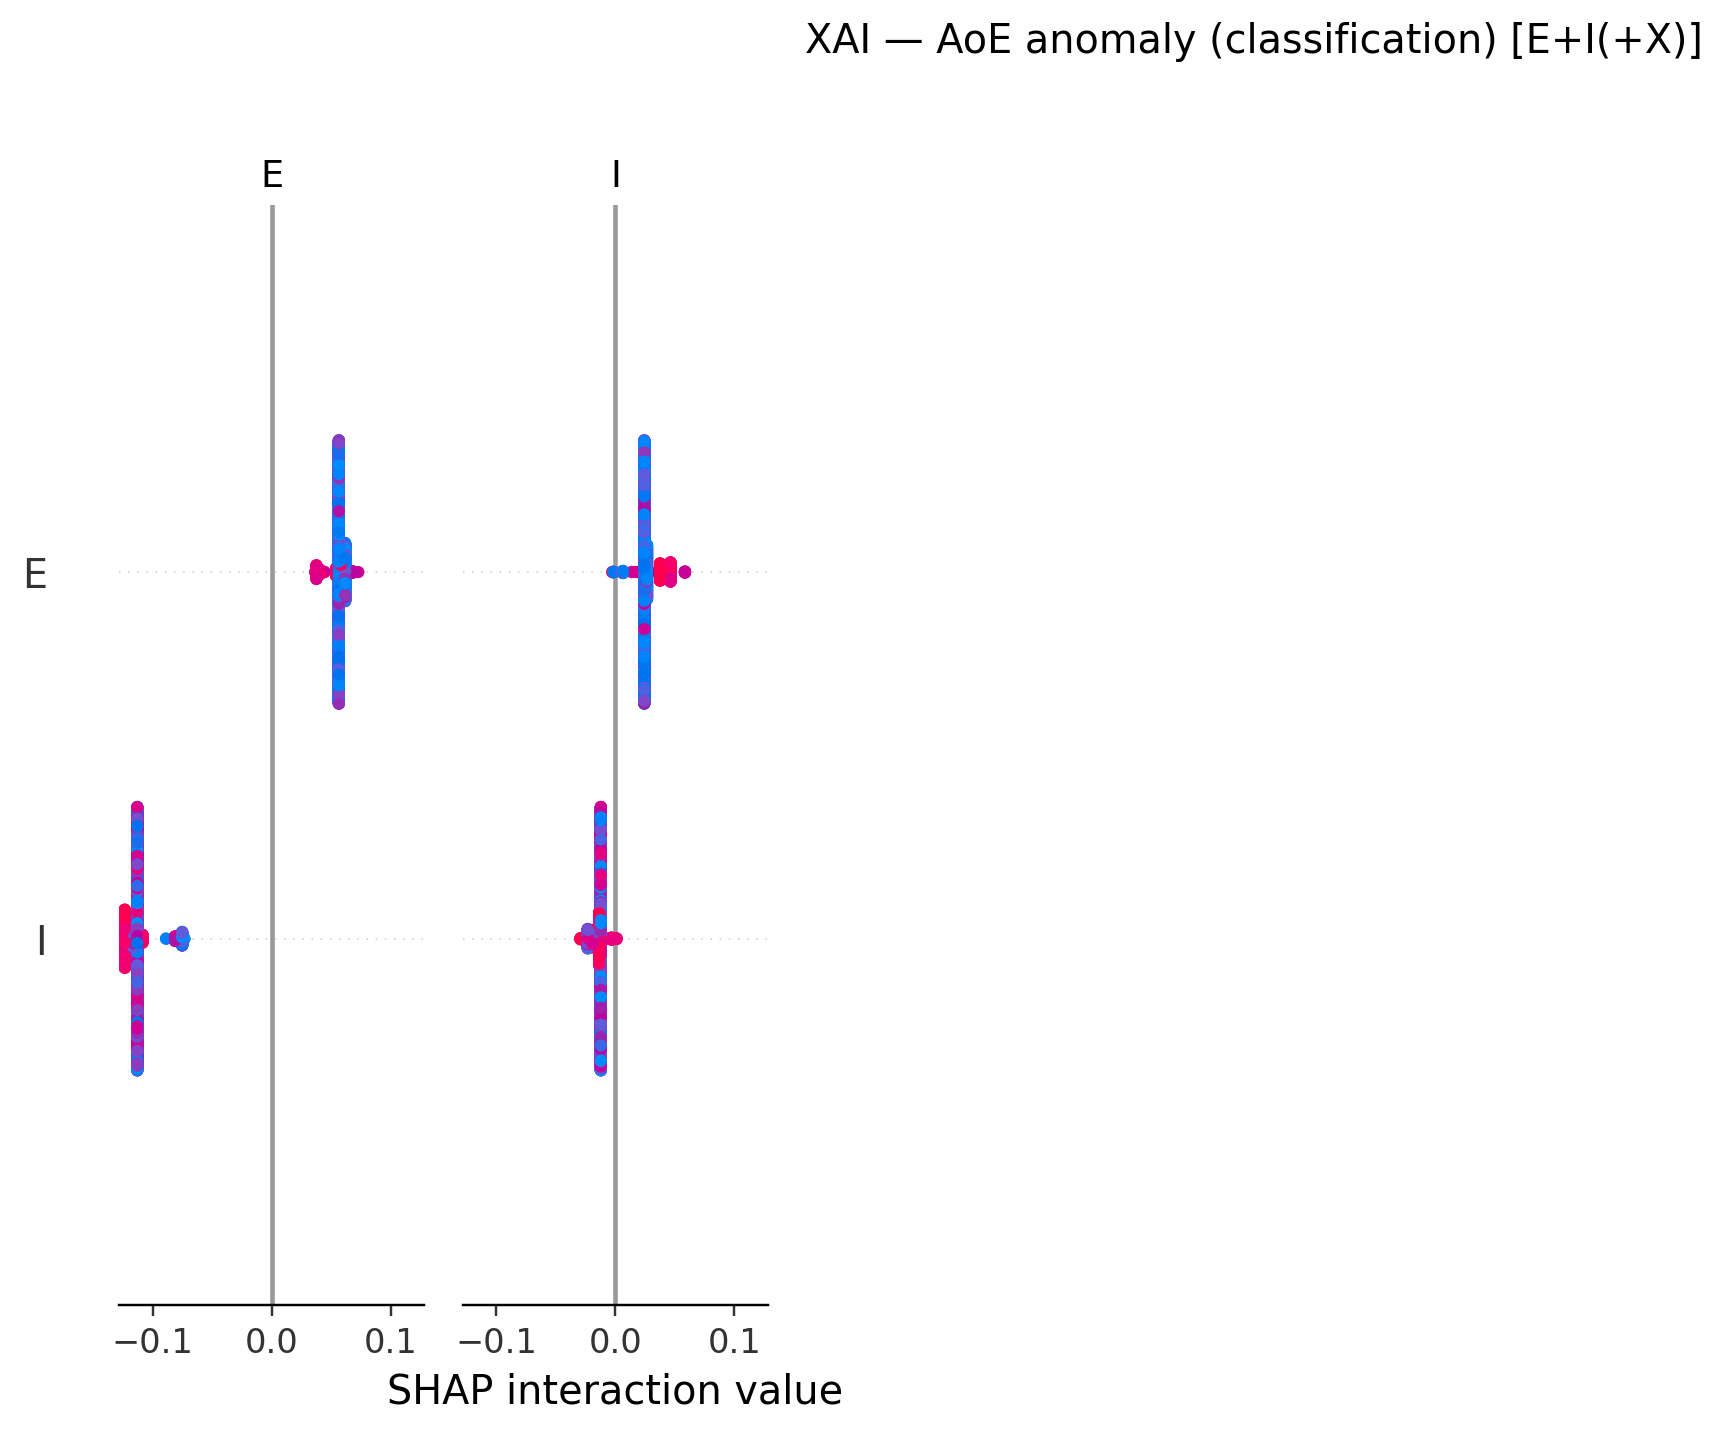 XAI — AoE anomaly (classification) [E+I(+X)]
E I
E
I
−0.1 0.0 0.1 −0.1 0.0 0.1
SHAP interaction value